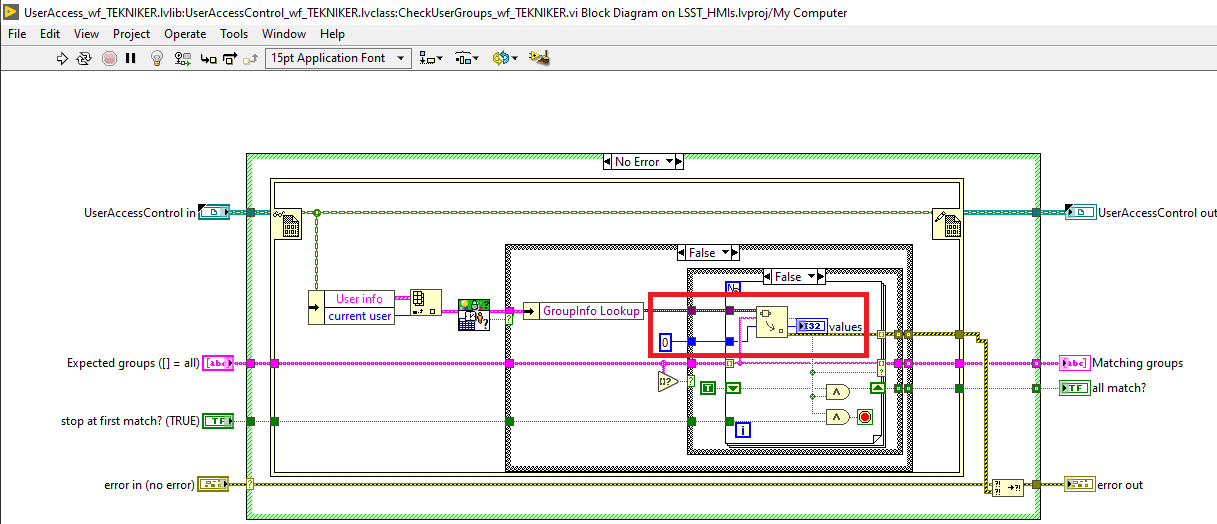 UserAccess_wf_TEKNIKER.lvlib:UserAccessControl_wf_TEKNIKER.lvclass:CheckUserGroups_wf_TEKNIKER.vi Block Diagram on LSST_HMIs.lvproj/My Computer
File Edit View Project Operate Tools Window Help
15pt Application Font
No Error
UserAccessControl in
UserAccessControl out
False
False
N
User info
current user
GroupInfo Lookup
I32
values
0
Expected groups ([] = all)
abc
abc
Matching groups
[]?
T
TF
all match?
stop at first match? (TRUE)
TF
i
error in (no error)
?!
?!
→?!
error out